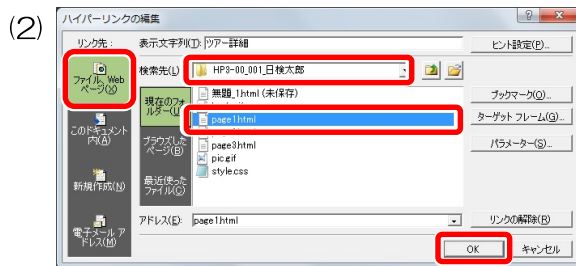 (2)
ハイパーリンクの編集
リンク先：
表示文字列(T): ツアー詳細
ヒント設定(P)...
ファイル、Web
ページ(X)
検索先(L)
HP3-00_001_日検太郎
このドキュメント
内(A)
新規作成(N)
電子メール ア
ドレス(M)
現在のフォ
ルダー(U)
ブラウズした
ページ(B)
最近使った
ファイル(C)
無題_1.html (未保存)
page1.html
page3.html
pic.gif
style.css
ブックマーク(O)...
ターゲット フレーム(G)...
パラメーター(S)...
アドレス(E):
page1.html
リンクの解除(R)
OK
キャンセル